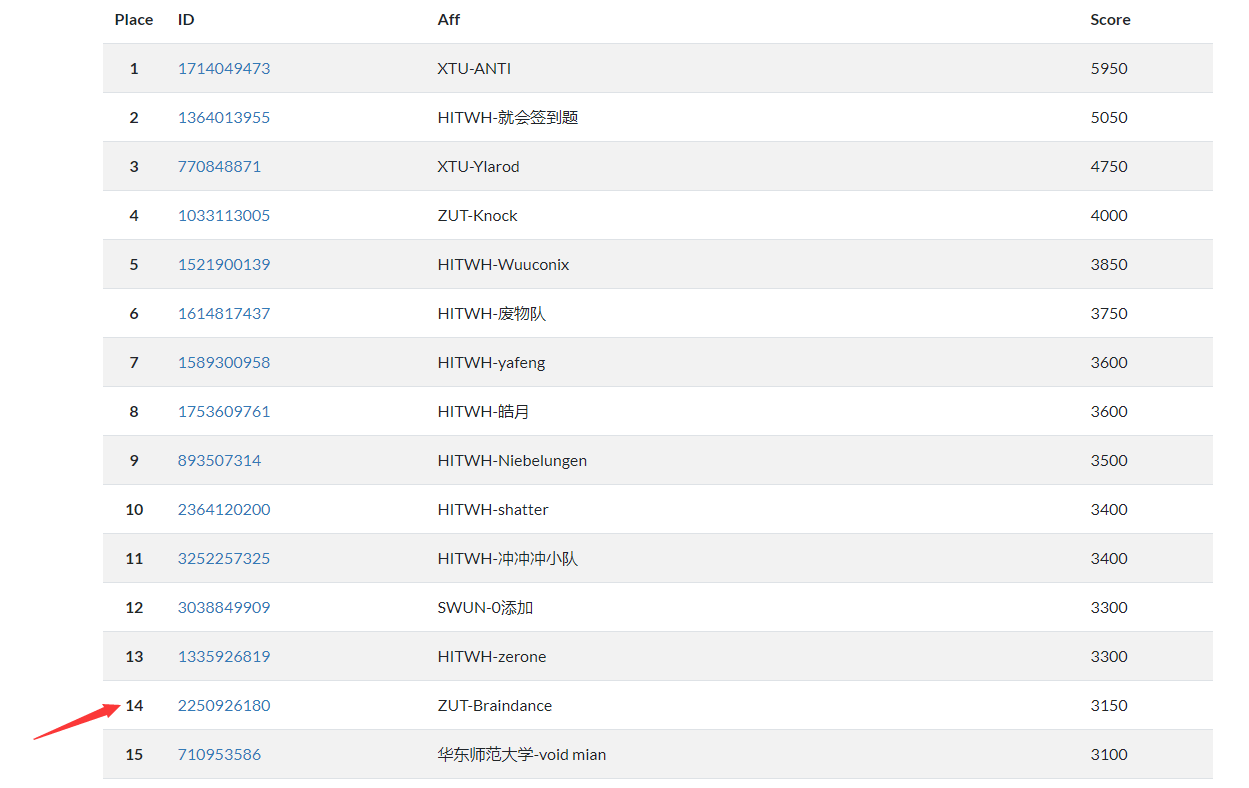 Place ID Aff Score
1 1714049473 XTU-ANTI 5950
2 1364013955 HITWH-就会签到题 5050
3 770848871 XTU-Ylarod 4750
4 1033113005 ZUT-Knock 4000
5 1521900139 HITWH-Wuuconix 3850
6 1614817437 HITWH-废物队 3750
7 1589300958 HITWH-yafeng 3600
8 1753609761 HITWH-皓月 3600
9 893507314 HITWH-Niebelungen 3500
10 2364120200 HITWH-shatter 3400
11 3252257325 HITWH-冲冲冲小队 3400
12 3038849909 SWUN-0添加 3300
13 1335926819 HITWH-zerone 3300
14 2250926180 ZUT-Braindance 3150
15 710953586 华东师范大学-void mian 3100